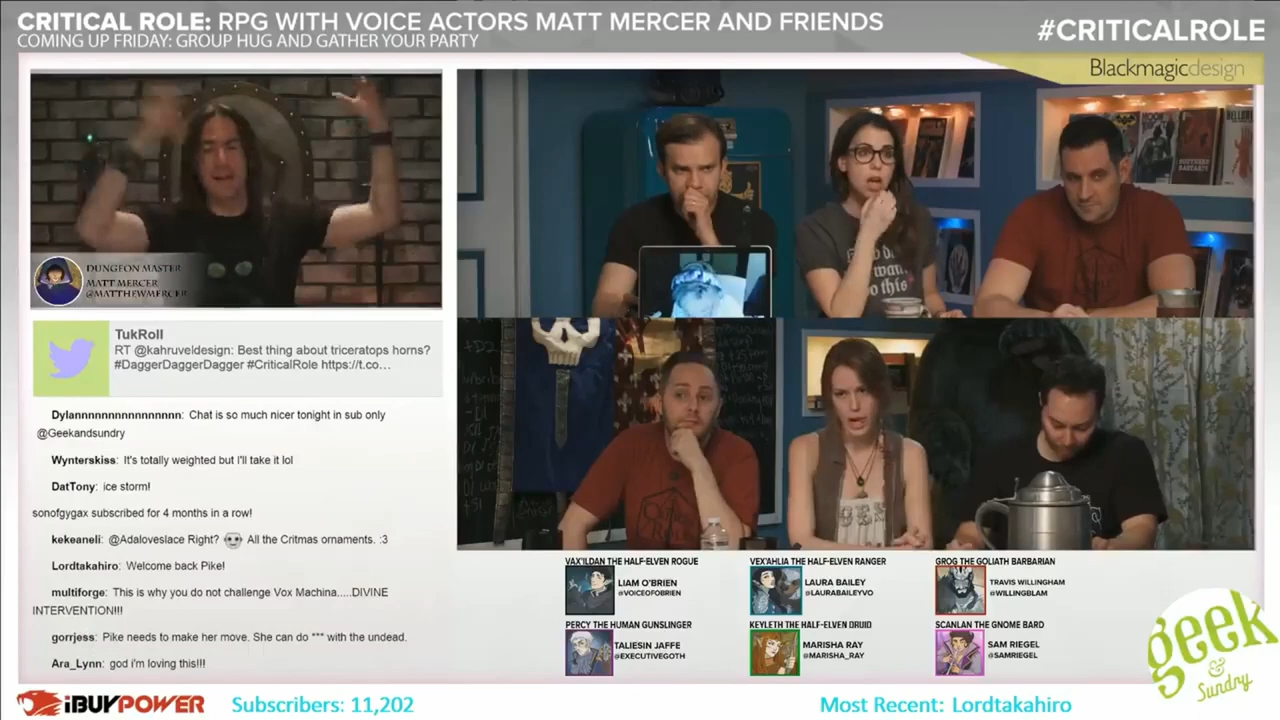 CRITICAL ROLE: RPG WITH VOICE ACTORS MATT MERCER AND FRIENDS
COMING UP FRIDAY: GROUP HUG AND GATHER YOUR PARTY
#CRITICALROLE
Blackmagicdesign
DUNGEON MASTER
MATT MERCER
@MATTHEWMERCER
TukRoll
RT @kahruveldesign: Best thing about triceratops horns?
#DaggerDaggerDagger #CriticalRole https://t.co…
Dylannnnnnnnnnnnnnnn: Chat is so much nicer tonight in sub only
@Geekandsundry
Wynterskiss: It's totally weighted but I'll take it lol
DatTony: ice storm!
sonofgygax subscribed for 4 months in a row!
kekeaneli: @Adaloveslace Right? All the Critmas ornaments. :3
Lordtakahiro: Welcome back Pike!
multiforge: This is why you do not challenge Vox Machina.....DIVINE
INTERVENTION!!!
gorrjess: Pike needs to make her move. She can do *** with the undead.
Ara_Lynn: god i'm loving this!!!
SOUTHERN
BASTARDS
want
this
VAX'ILDAN THE HALF-ELVEN ROGUE
LIAM O'BRIEN
@VOICEOFOBRIEN
VEX'AHLIA THE HALF-ELVEN RANGER
LAURA BAILEY
@LAURABAILEYVO
GROG THE GOLIATH BARBARIAN
TRAVIS WILLINGHAM
@WILLINGBLAM
PERCY THE HUMAN GUNSLINGER
TALIESIN JAFFE
@EXECUTIVEGOTH
KEYLETH THE HALF-ELVEN DRUID
MARISHA RAY
@MARISHA_RAY
SCANLAN THE GNOME BARD
SAM RIEGEL
@SAMRIEGEL
geek
&
Sundry
iBUYPOWER
Subscribers: 11,202
Most Recent: Lordtakahiro